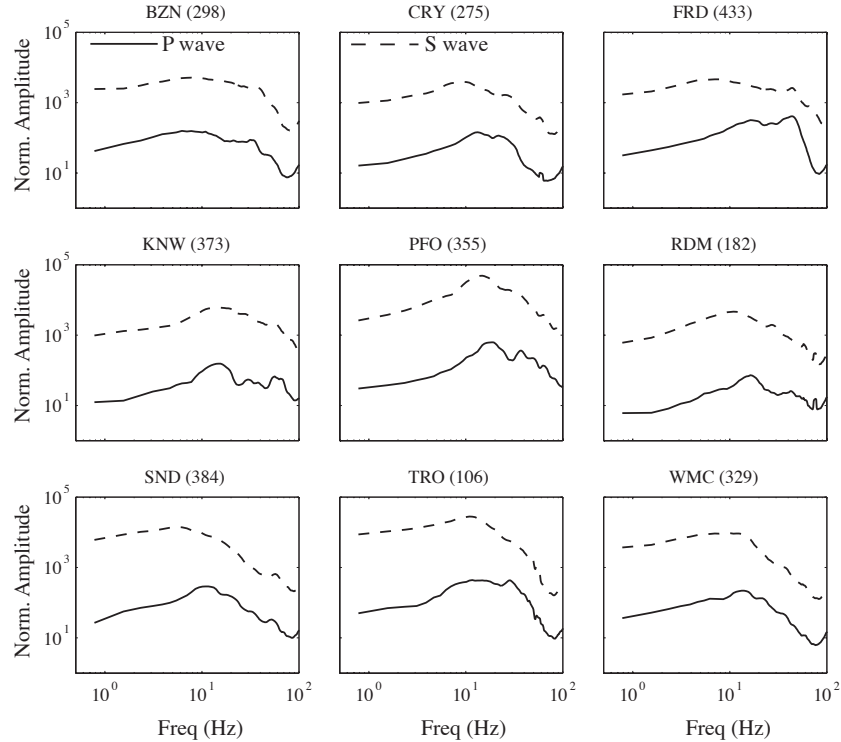 BZN (298)
CRY (275)
FRD (433)
10^5
10^3
10^1
Norm. Amplitude
P wave
S wave
KNW (373)
PFO (355)
RDM (182)
10^5
10^3
10^1
Norm. Amplitude
SND (384)
TRO (106)
WMC (329)
10^5
10^3
10^1
Norm. Amplitude
10^0 10^1 10^2
10^0 10^1 10^2
10^0 10^1 10^2
Freq (Hz)
Freq (Hz)
Freq (Hz)